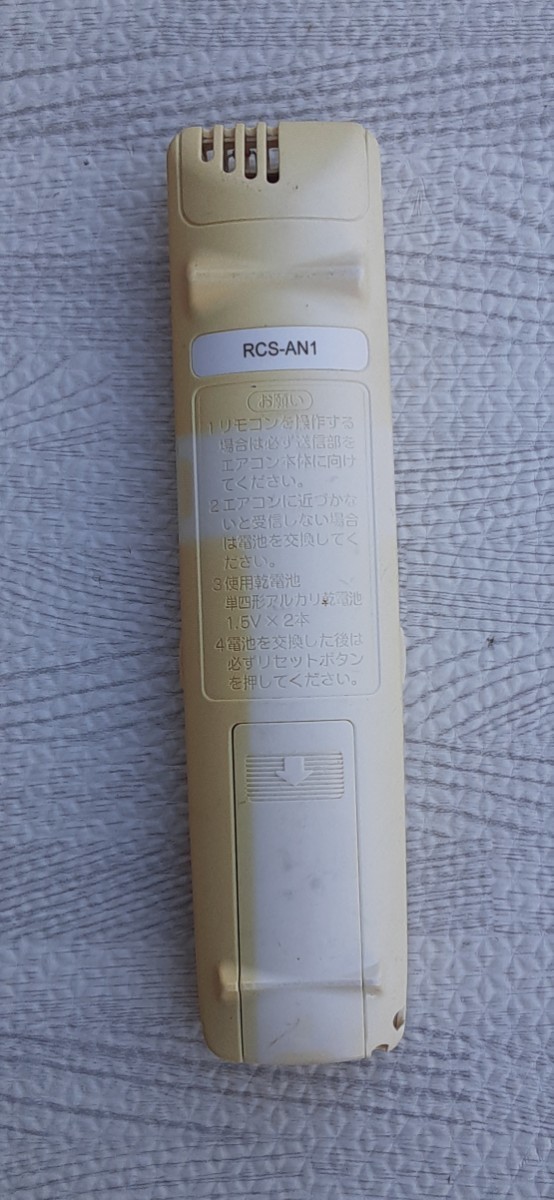 RCS-AN1
お願い
1リモコンを操作する
場合は必ず送信部を
エアコン本体に向け
てください。
2エアコンに近づかな
いと受信しない場合
は電池を交換してく
ださい。
3使用乾電池
単四形アルカリ乾電池
1.5V×2本
4電池を交換した後は
必ずリセットボタン
を押してください。